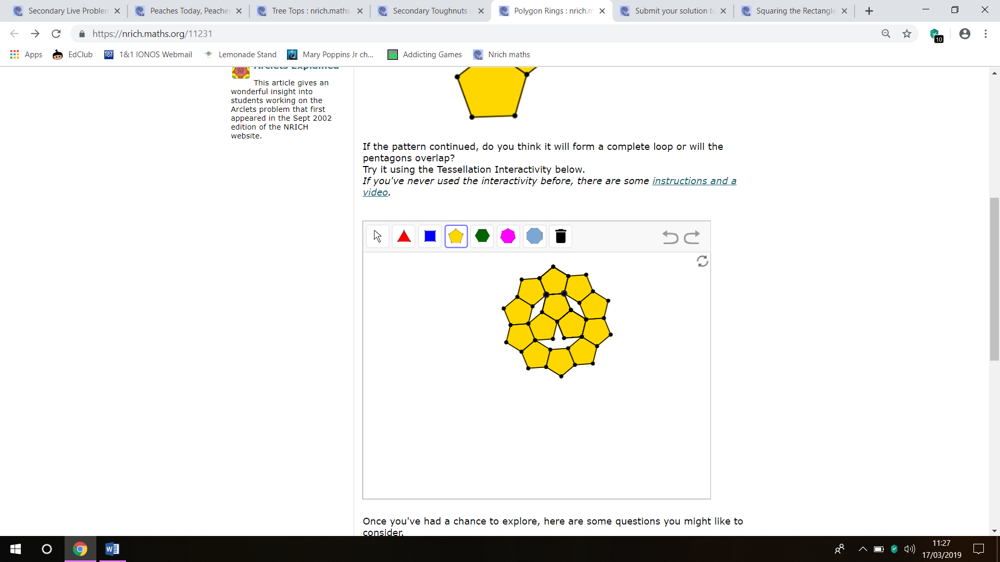 Secondary Live Problen
Peaches Today, Peache
Tree Tops : nrich.maths.
Secondary Toughnuts :
Polygon Rings : nrich.m
Submit your solution to
Squaring the Rectangle
https://nrich.maths.org/11231
10
Apps
EdClub
1&1
1&1 IONOS Webmail
Lemonade Stand
Mary Poppins Jr ch...
Addicting Games
Nrich maths
Arclets Explained
This article gives an
wonderful insight into
students working on the
Arclets problem that first
appeared in the Sept 2002
edition of the NRICH
website.
If the pattern continued, do you think it will form a complete loop or will the
pentagons overlap?
Try it using the Tessellation Interactivity below.
If you've never used the interactivity before, there are some instructions and a
video.
Once you've had a chance to explore, here are some questions you might like to
consider.
11:27
17/03/2019